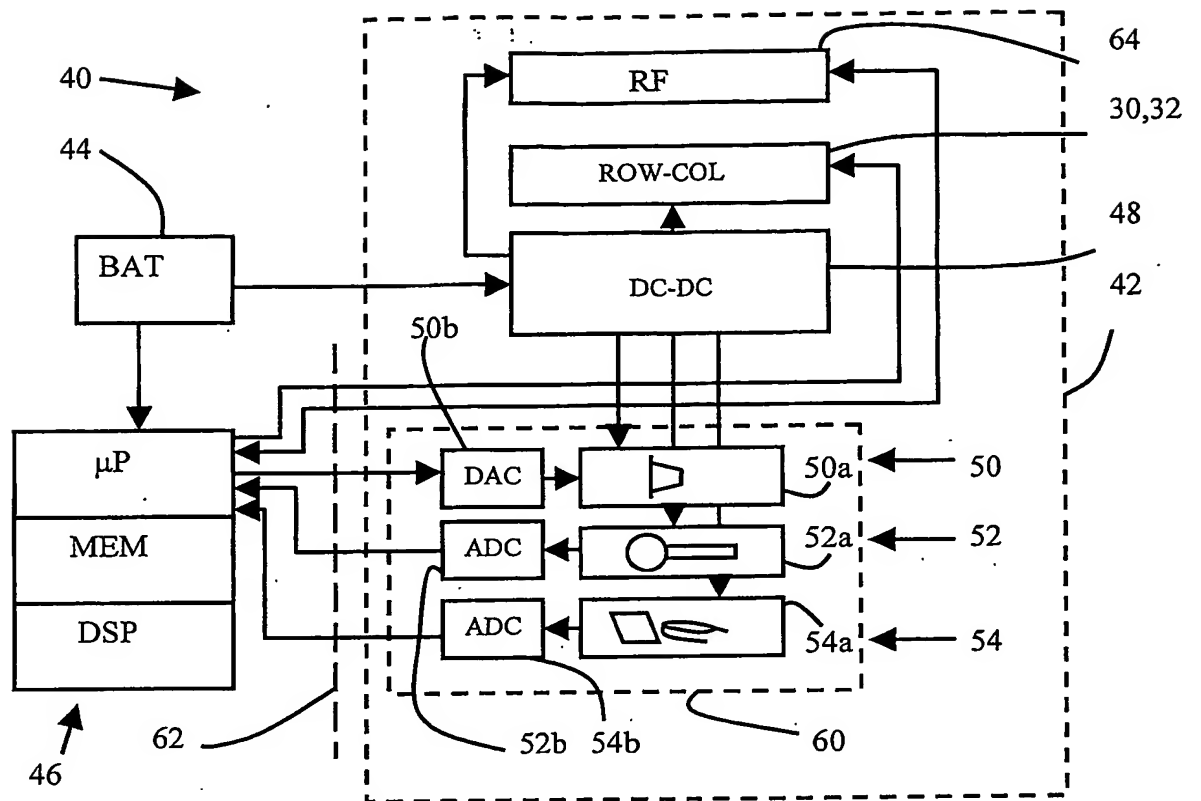 64
RF
40
30,32
44
ROW-COL
48
BAT
DC-DC
42
50b
μP
DAC
50a
50
MEM
ADC
52a
52
DSP
ADC
54a
54
62
52b
54b
60
46